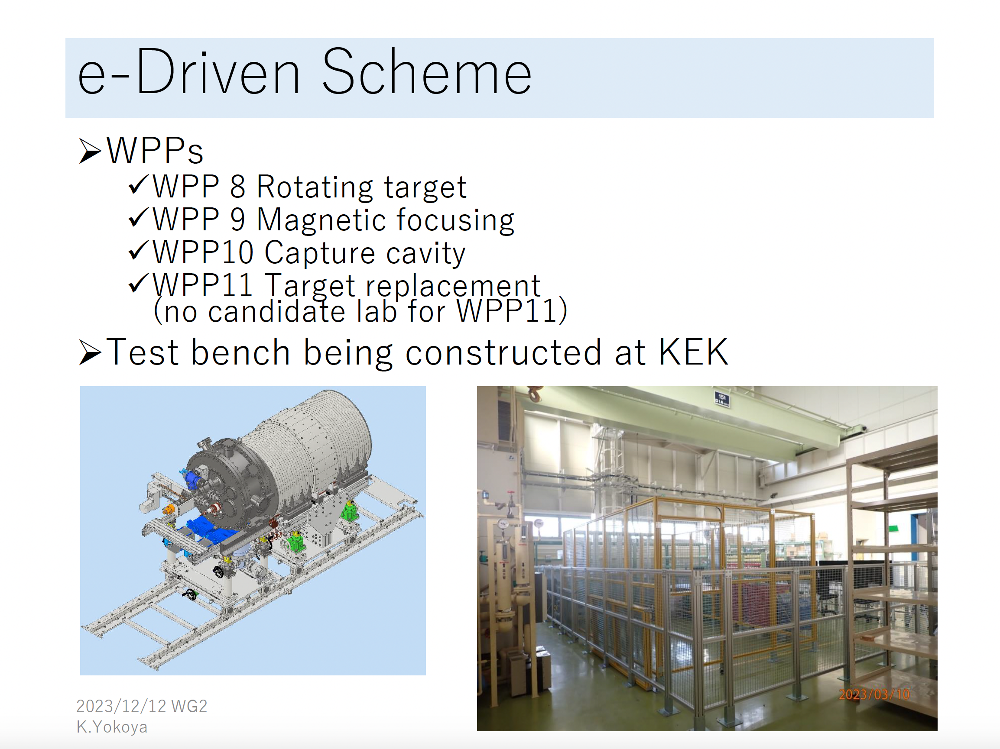 e-Driven Scheme
➢WPPs
✓WPP 8 Rotating target
✓WPP 9 Magnetic focusing
✓WPP10 Capture cavity
✓WPP11 Target replacement
(no candidate lab for WPP11)
➢Test bench being constructed at KEK
15t
DIA
2023/03/10
2023/12/12 WG2
K.Yokoya